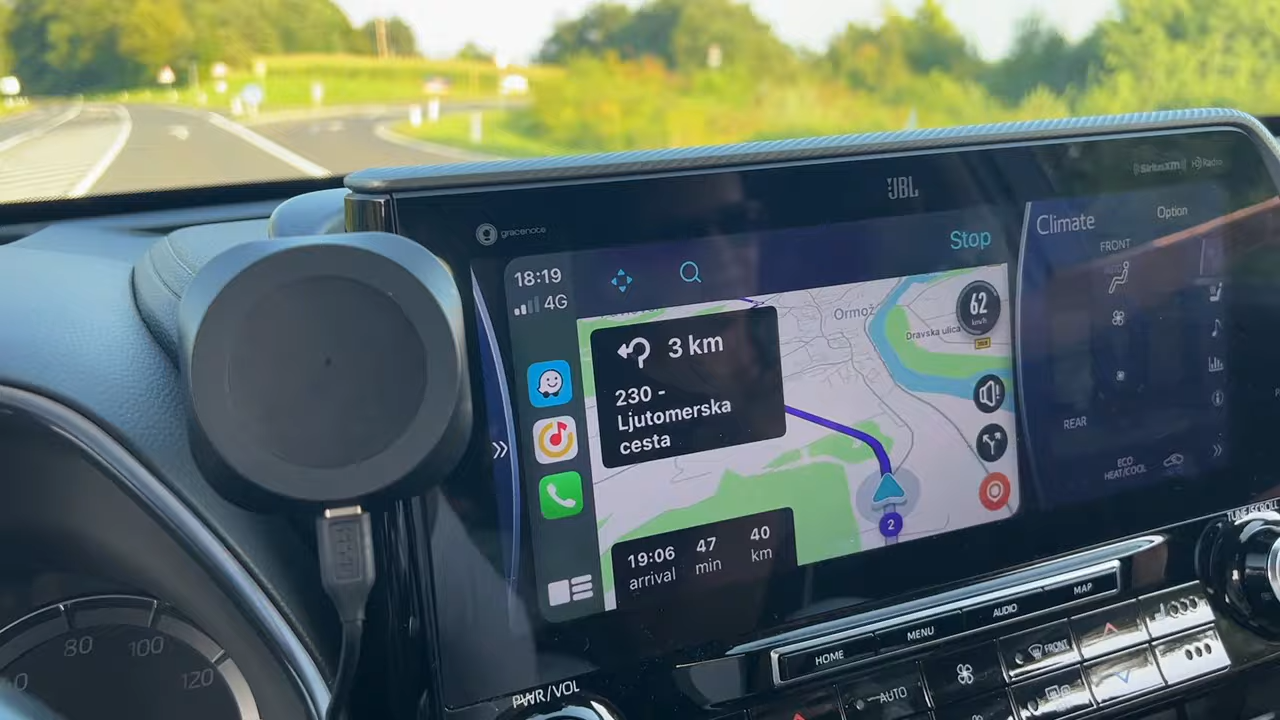 JBL
SiriusXM
HD Radio
gracenote
18:19
4G
Stop
3 km
230 -
Ljutomerska
cesta
19:06
arrival
47
min
40
km
Ormož
Dravska ulica
62
km/h
2
Climate
Option
FRONT
AUTO
REAR
ECO
HEAT/COOL
TUNE/SCROLL
HOME
MENU
AUDIO
MAP
PWR/VOL
AUTO
FRONT
80
100
120